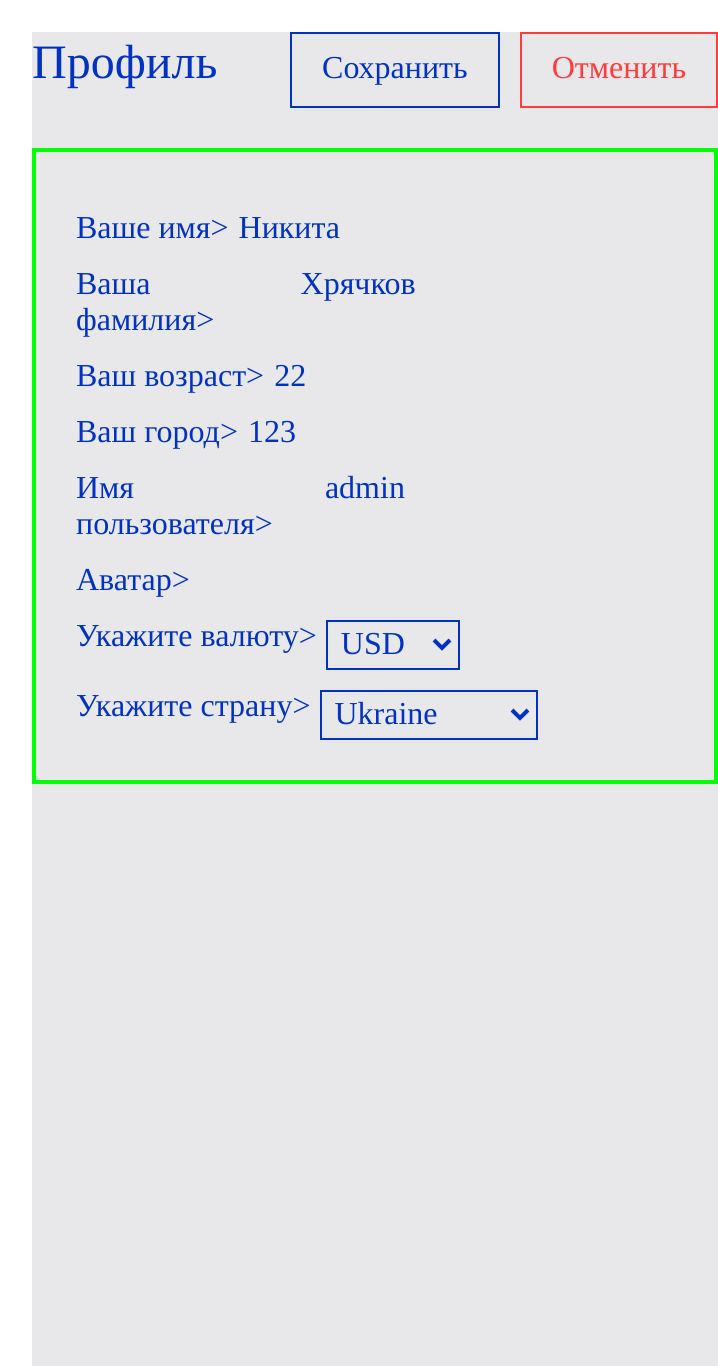 Профиль Сохранить Отменить
Ваше имя> Никита
Ваша Хрячков
фамилия>
Ваш возраст> 22
Ваш город> 123
Имя admin
пользователя>
Аватар>
Укажите валюту> USD
Укажите страну> Ukraine